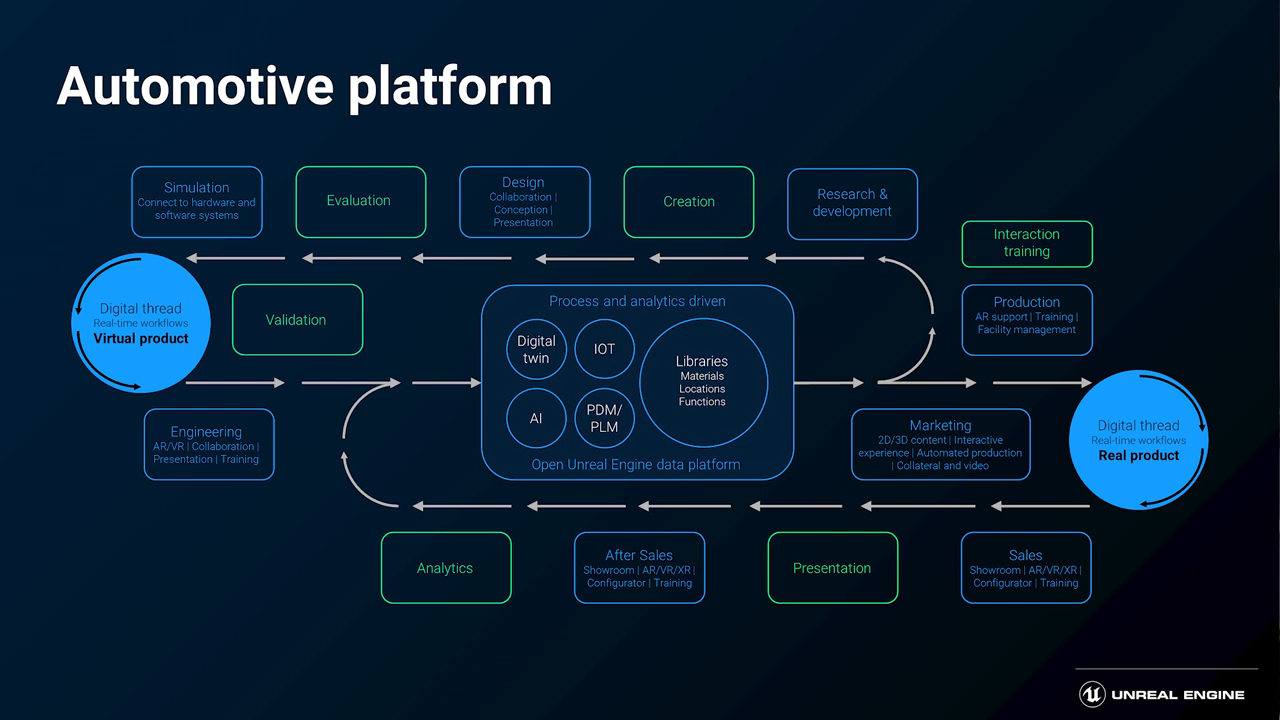 Automotive platform
Simulation
Connect to hardware and
software systems
Evaluation
Design
Collaboration |
Conception |
Presentation
Creation
Research &
development
Interaction
training
Digital thread
Real-time workflows
Virtual product
Validation
Process and analytics driven
Digital
twin
IOT
AI
PDM/
PLM
Libraries
Materials
Locations
Functions
Open Unreal Engine data platform
Production
AR support | Training |
Facility management
Engineering
AR/VR | Collaboration |
Presentation | Training
Marketing
2D/3D content | Interactive
experience | Automated production
| Collateral and video
Digital thread
Real-time workflows
Real product
Analytics
After Sales
Showroom | AR/VR/XR |
Configurator | Training
Presentation
Sales
Showroom | AR/VR/XR |
Configurator | Training
UNREAL ENGINE